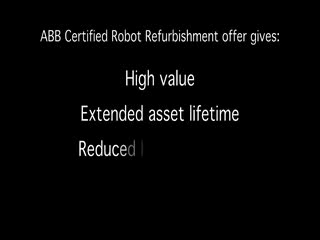 ABB Certified Robot Refurbishment offer gives:
High value
Extended asset lifetime
Reduced